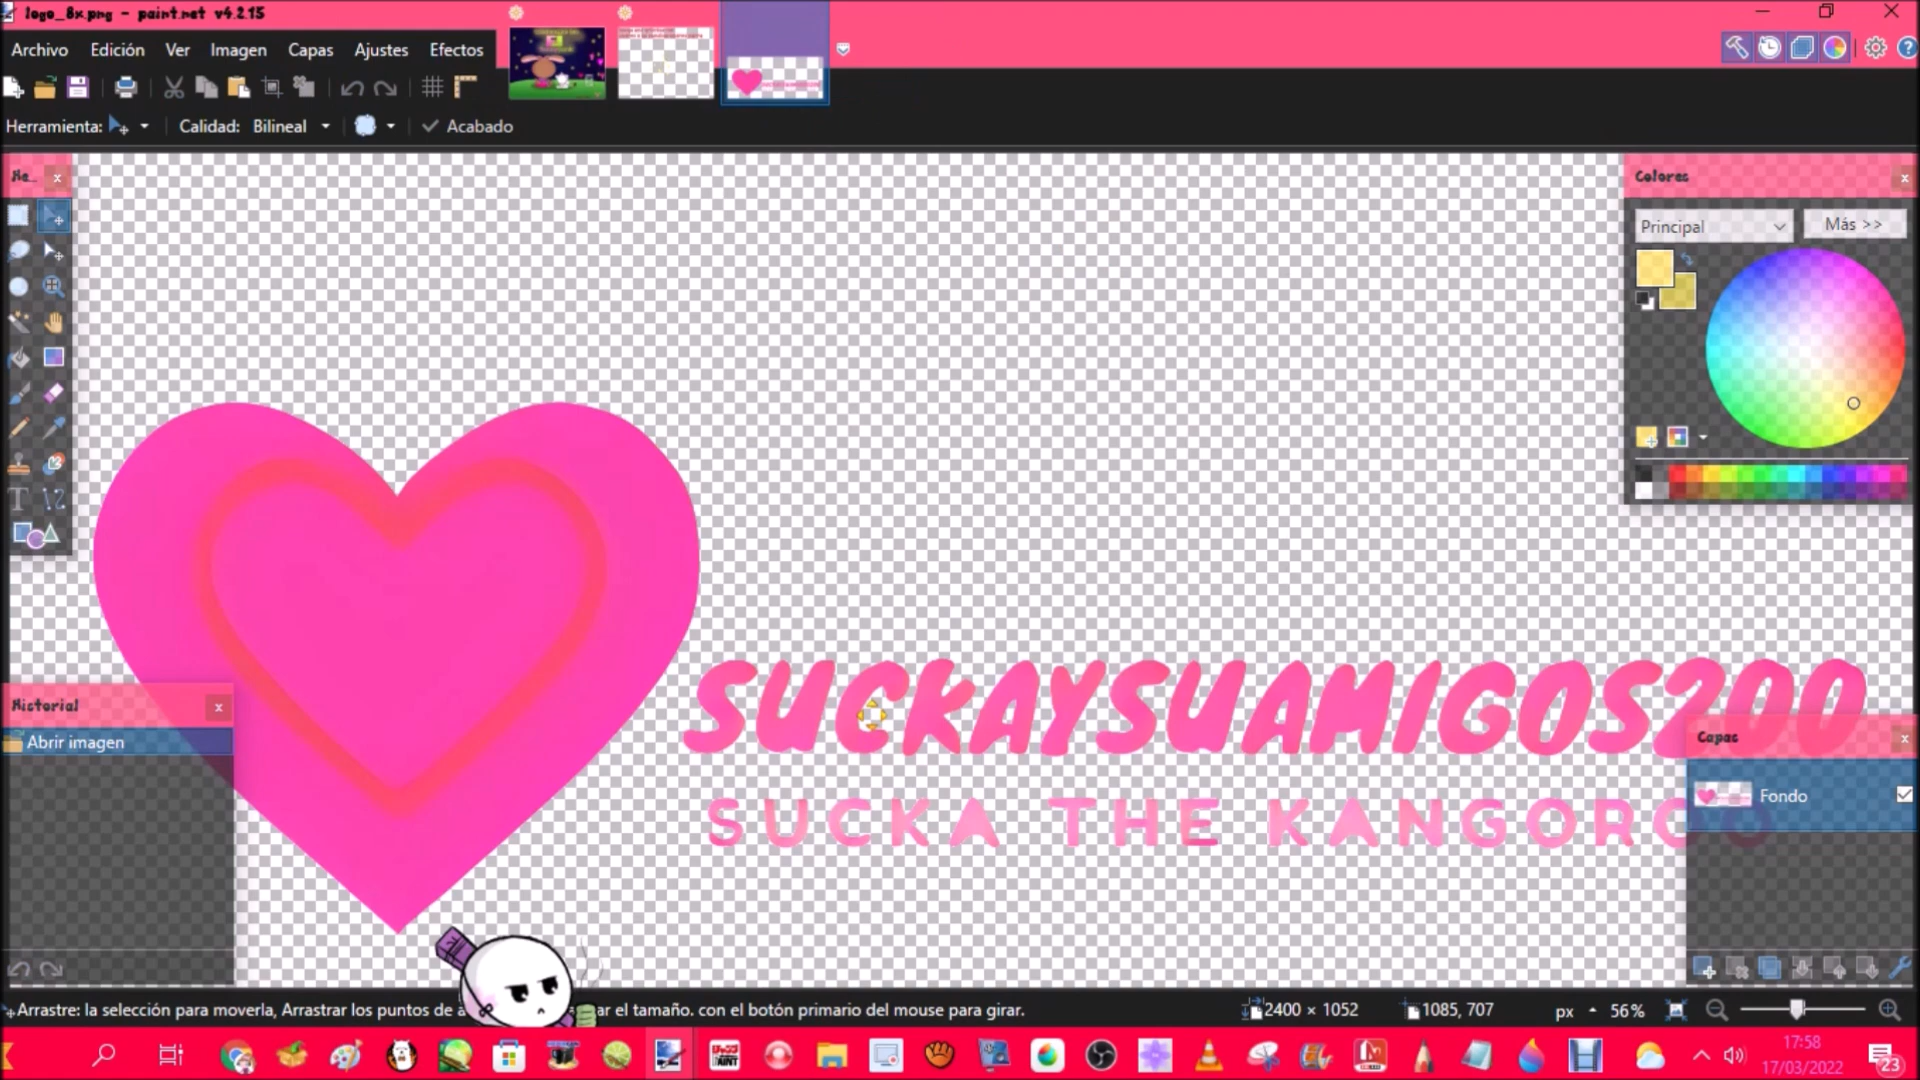 logo_8x.png - paint.net v4.2.15
Archivo Edición Ver Imagen Capas Ajustes Efectos
Herramienta: Calidad: Bilineal Acabado
He...
Colores
Principal Más >>
SUCKAYSUAMIGOS200
SUCKA THE KANGOROO
Historial
Abrir imagen
Capas
Fondo
Arrastre: la selección para moverla, Arrastrar los puntos de a ar el tamaño. con el botón primario del mouse para girar.
2400 × 1052 1085, 707 px 56%
17:58
17/03/2022
23